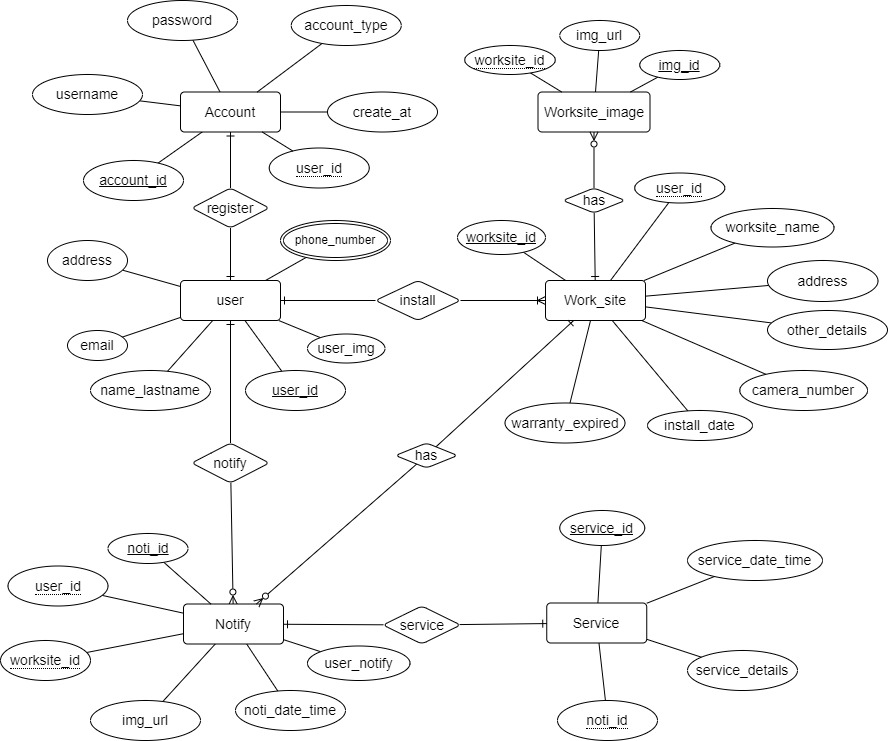 password
account_type
img_url
worksite_id
img_id
username
Account
create_at
Worksite_image
account_id
user_id
user_id
register
has
phone_number
worksite_id
worksite_name
address
address
user
install
Work_site
other_details
email
user_img
name_lastname
user_id
camera_number
warranty_expired
install_date
notify
has
service_id
noti_id
service_date_time
user_id
Notify
service
Service
worksite_id
user_notify
service_details
img_url
noti_date_time
noti_id